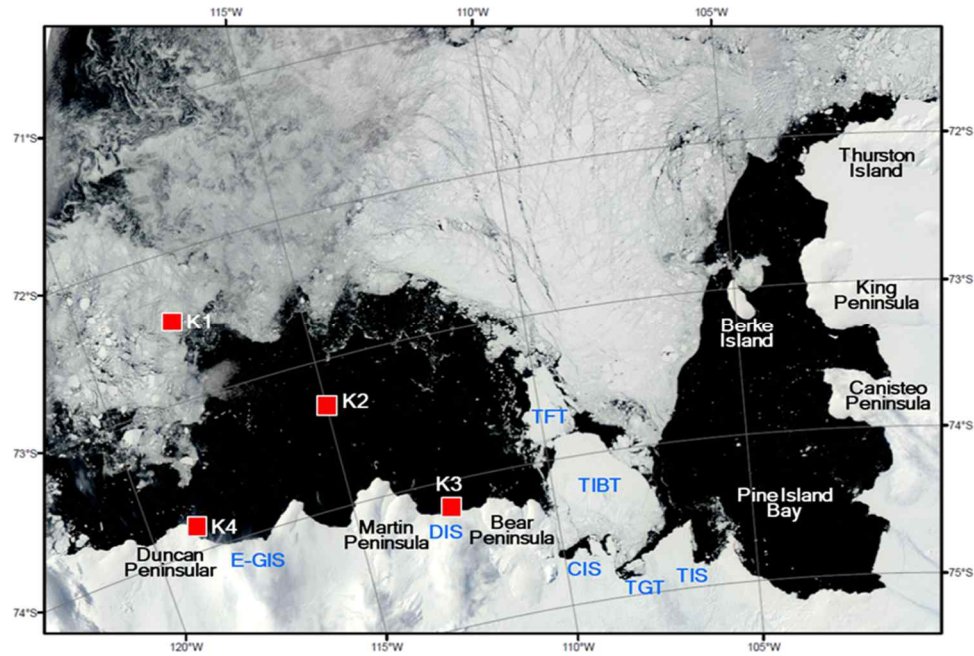 115°W
110°W
105°W
71°S
72°S
Thurston
Island
72°S
73°S
K1
King
Peninsula
Berke
Island
K2
Canisteo
Peninsula
TFT
73°S
74°S
K3
TIBT
Pine Island
Bay
K4
Martin
Peninsula
DIS
Bear
Peninsula
Duncan
Peninsular
E-GIS
CIS
TGT
TIS
75°S
74°S
120°W
115°W
110°W
105°W